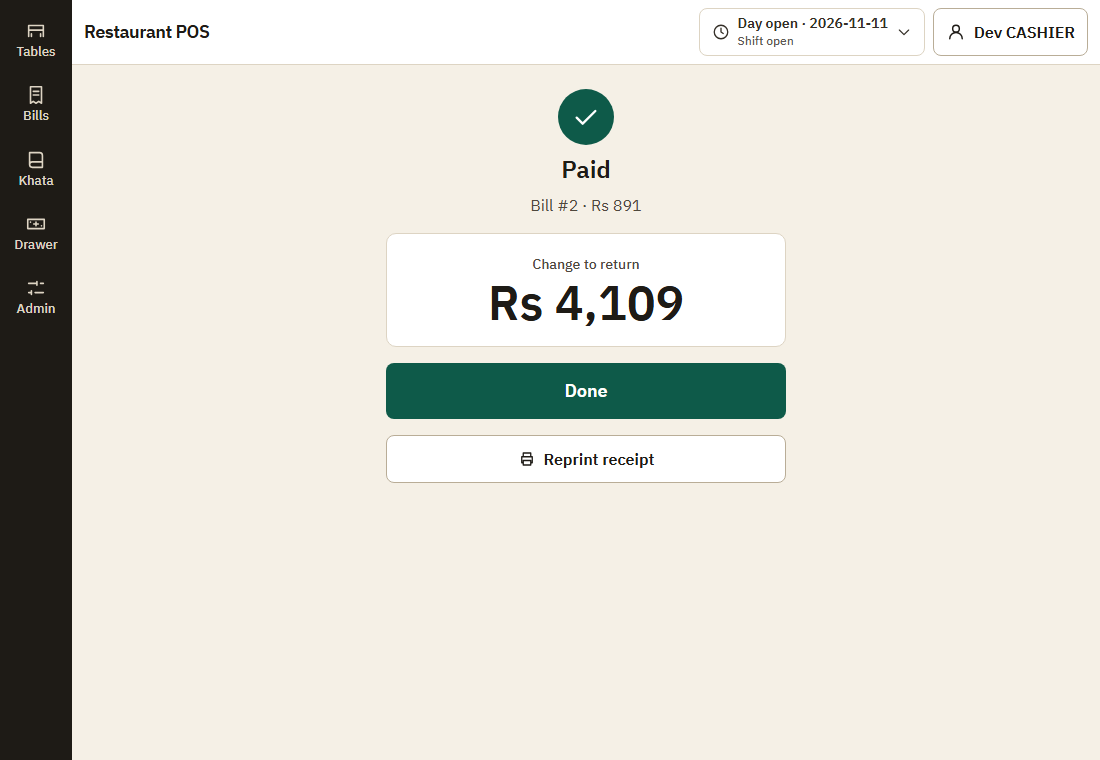 Restaurant POS
Day open · 2026-11-11
Shift open
Dev CASHIER
Tables
Bills
Khata
Drawer
Admin
Paid
Bill #2 · Rs 891
Change to return
Rs 4,109
Done
Reprint receipt